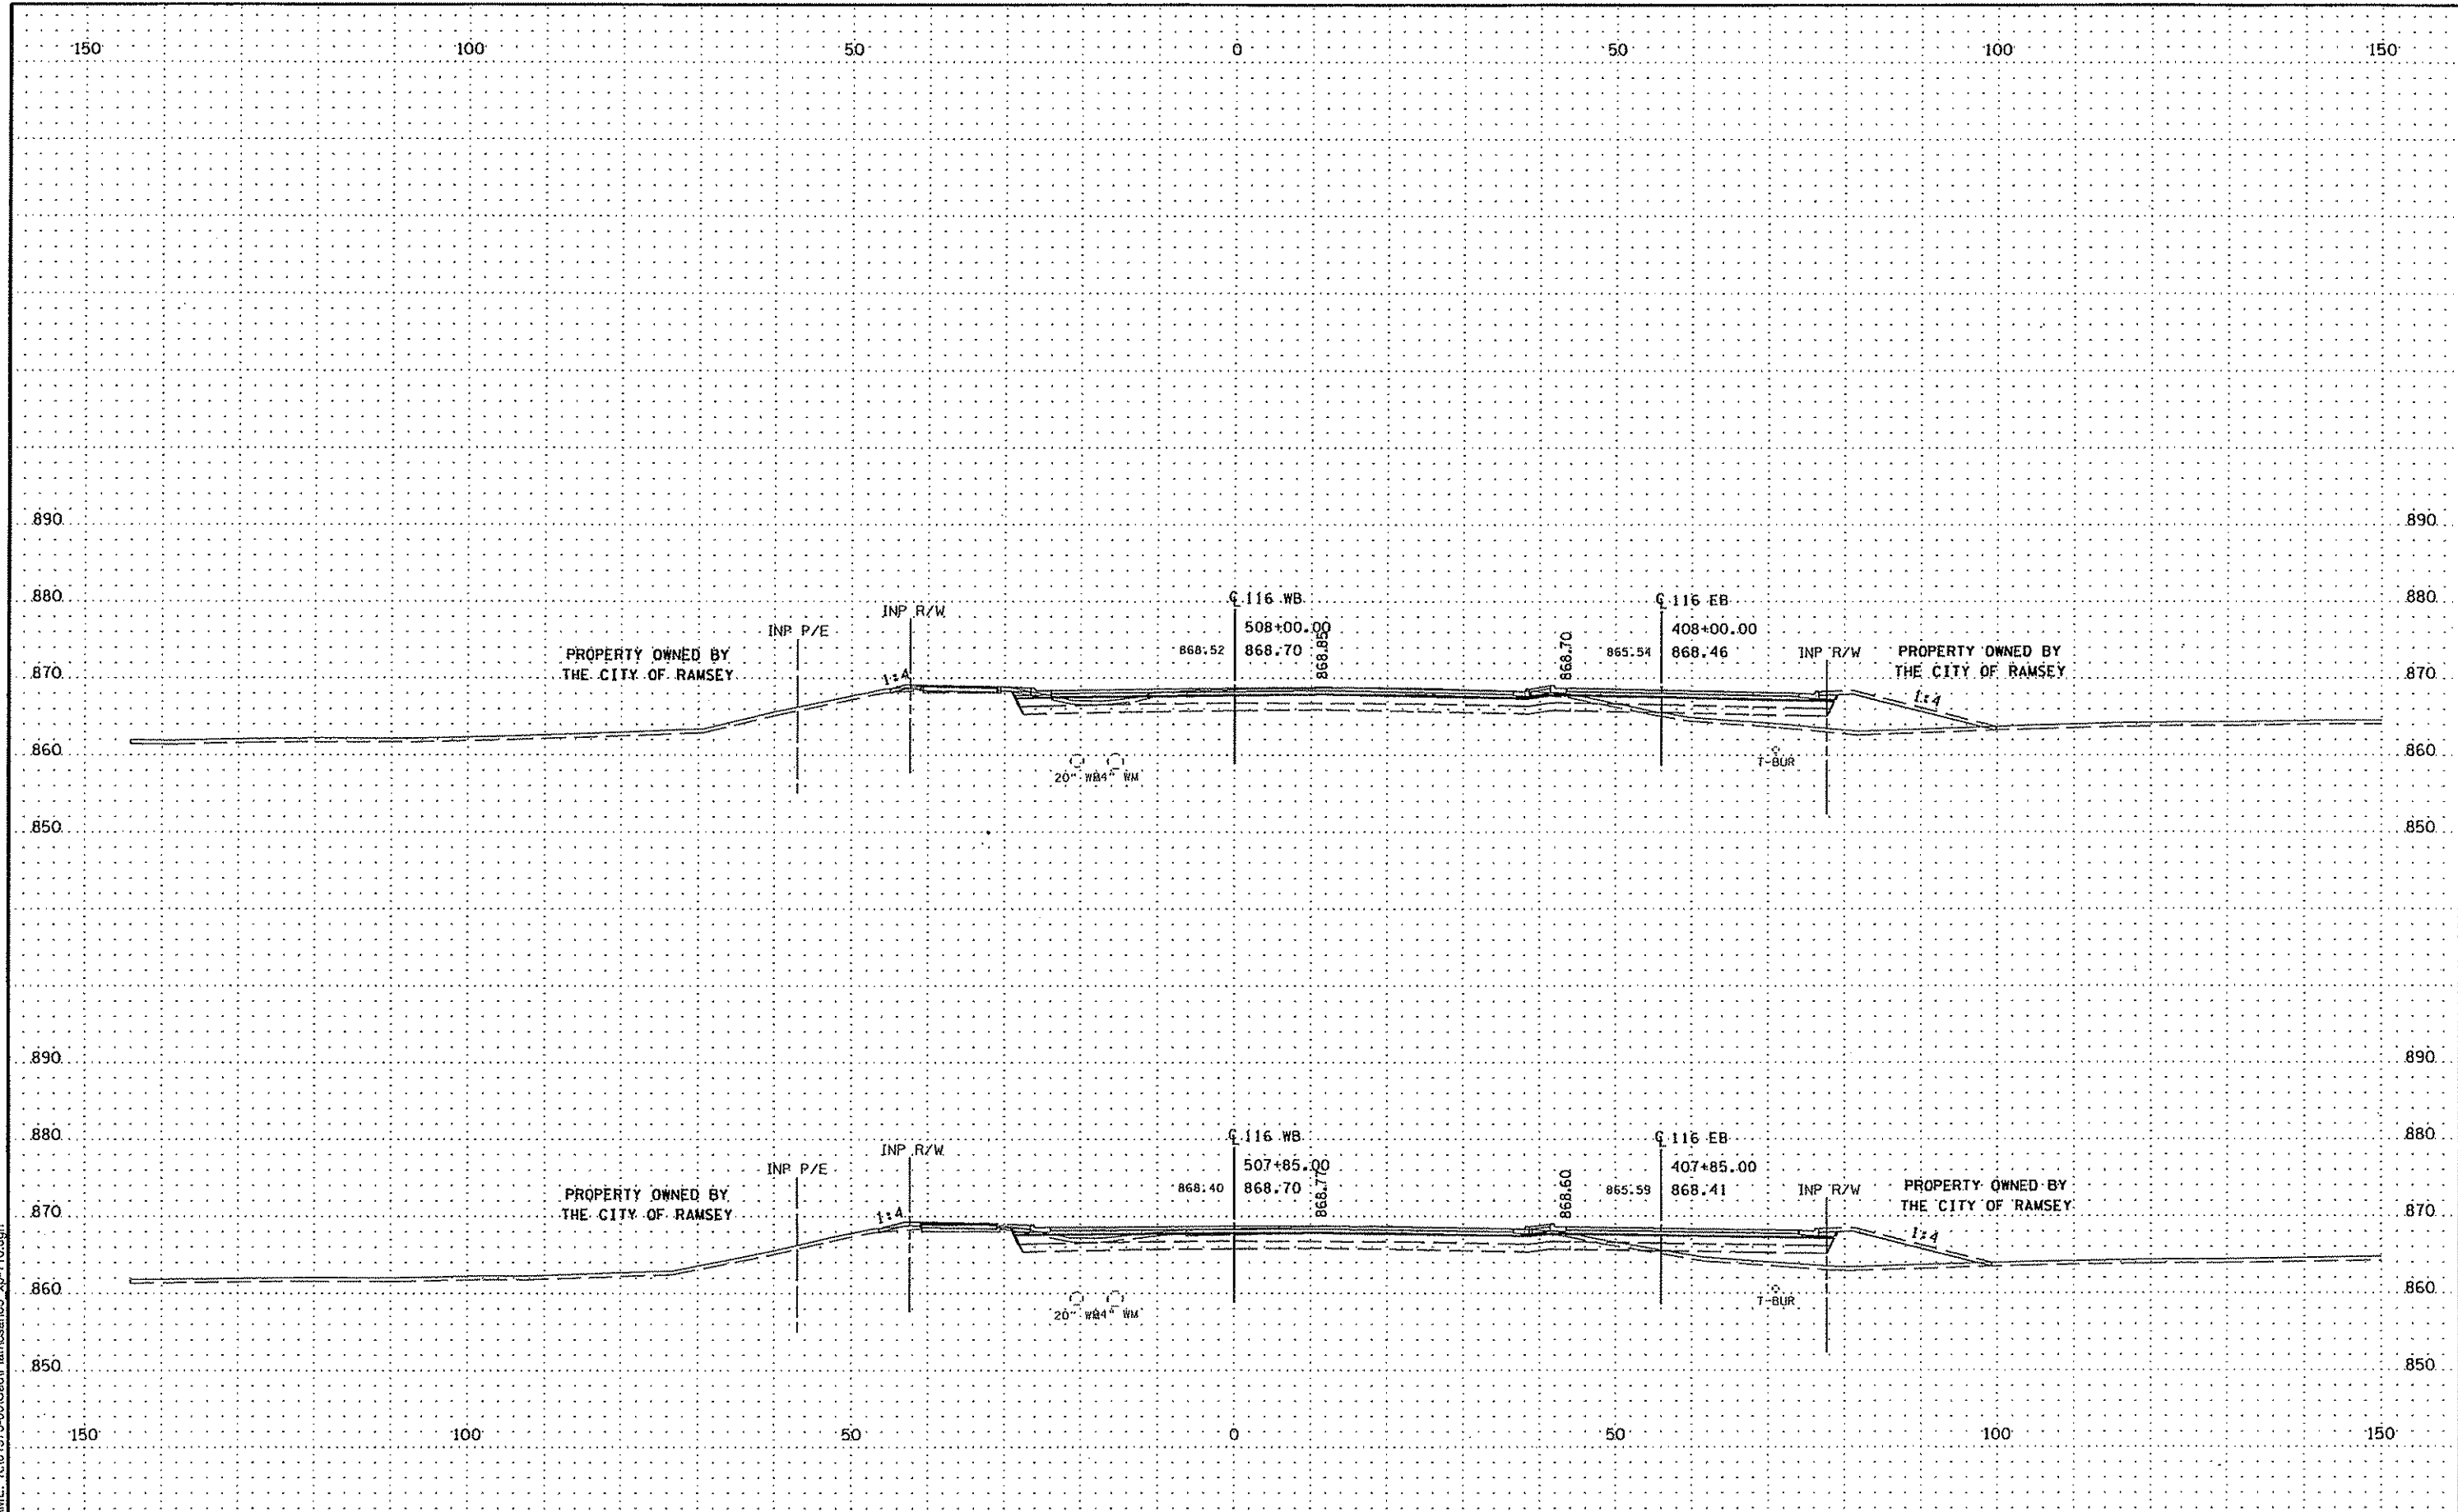 150 100 50 0 50 100 150
890 890
880 ℄ 116 WB ℄ 116 EB 880
INP P/E INP R/W 508+00.00 868.85 868.70 408+00.00
868.52 868.70 865.54 868.46 INP R/W
PROPERTY OWNED BY PROPERTY OWNED BY
THE CITY OF RAMSEY THE CITY OF RAMSEY
870 1:4 870
1:4
860 860
20" WM 24" WM T-BUR
850 850
890 890
880 ℄ 116 WB ℄ 116 EB 880
INP P/E INP R/W 507+85.00 868.77 868.60 407+85.00
868.40 868.70 865.59 868.41 INP R/W
PROPERTY OWNED BY PROPERTY OWNED BY
THE CITY OF RAMSEY THE CITY OF RAMSEY
870 1:4 870
1:4
860 860
20" WM 24" WM T-BUR
850 850
150 100 50 0 50 100 150